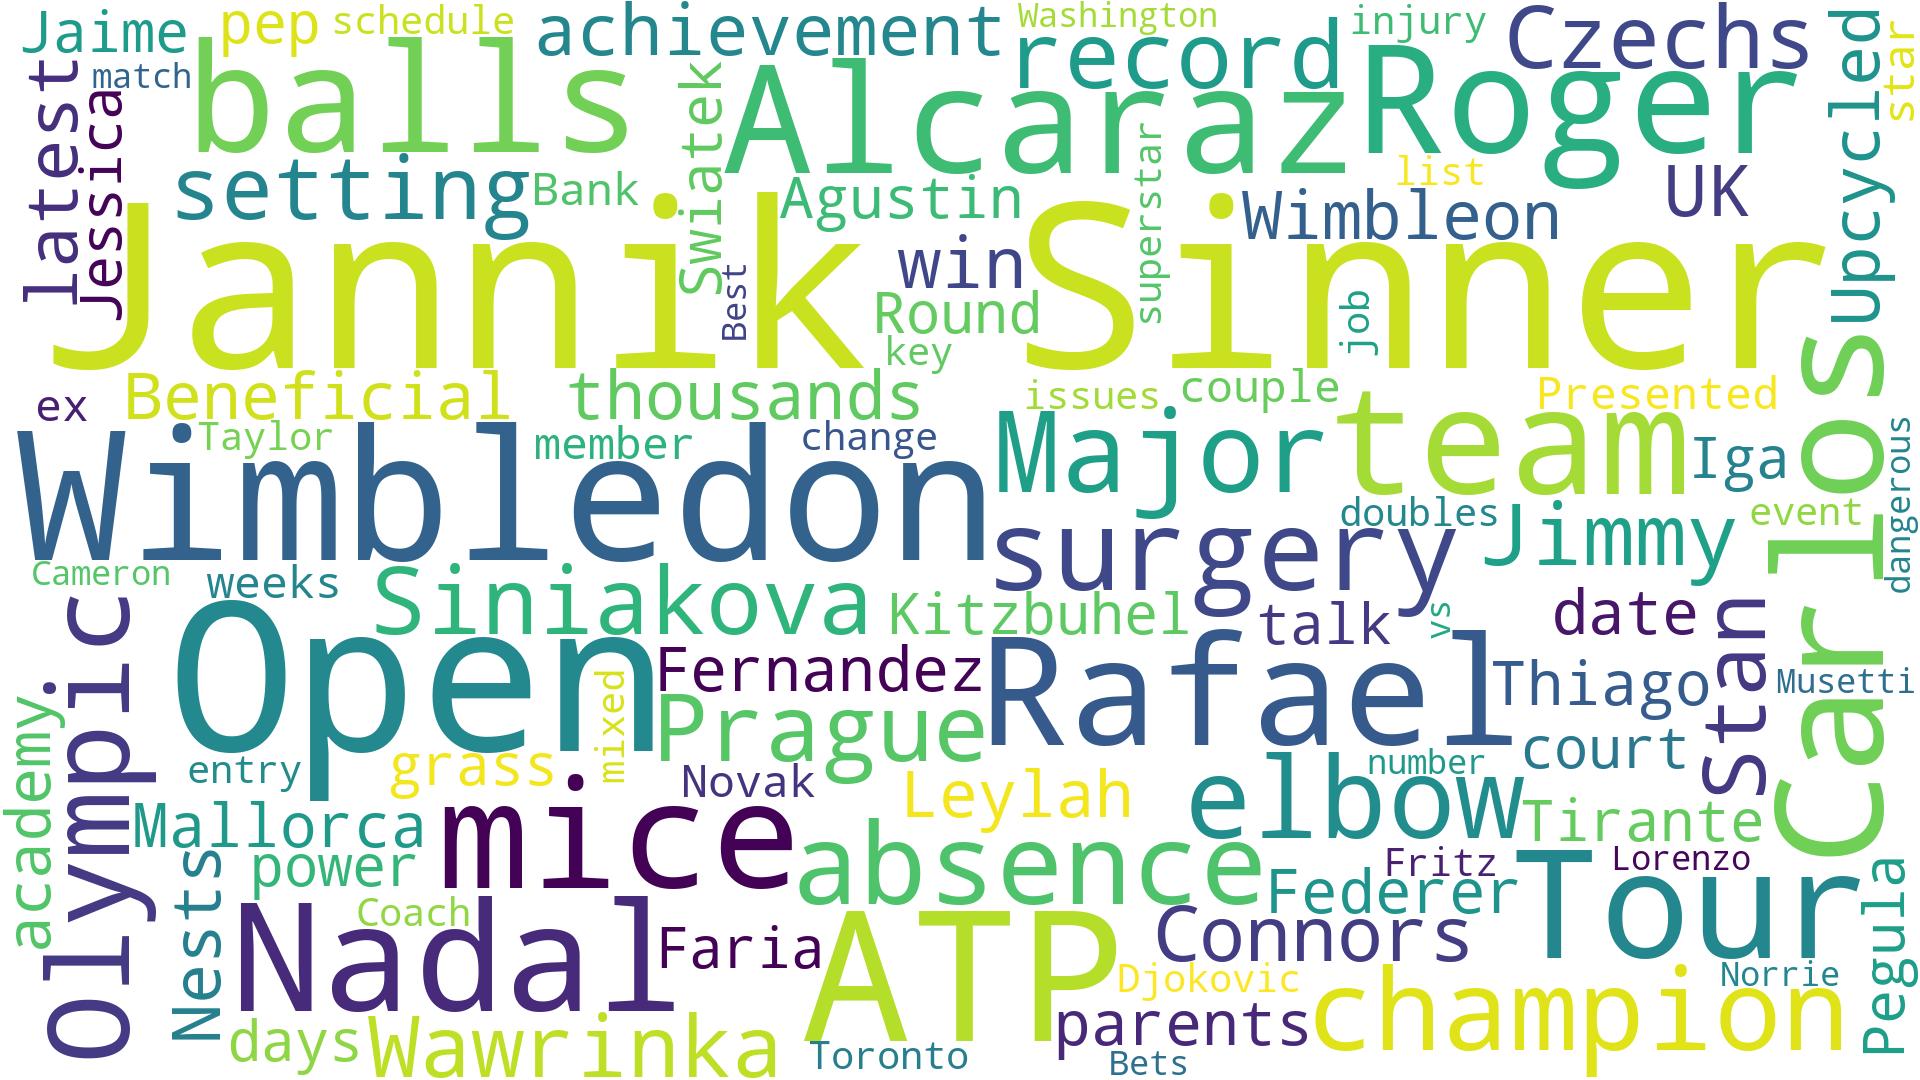 Jaime
pep
schedule
achievement
Washington
record
injury
Czechs
Upcycled
star
latest
match
Jessica
balls
Swiatek
Alcaraz
Roger
setting
Bank
Agustin
superstar
list
Wimbleon
UK
Jannik
Sinner
Best
win
Round
key
job
ex
Beneficial
thousands
issues
couple
Presented
Carlos
Wimbledon
Taylor
member
change
Major
team
Iga
dangerous
doubles
event
Jimmy
surgery
Cameron
weeks
Siniakova
Kitzbuhel
talk
vs
date
Stan
Olympic
Open
Fernandez
Rafael
Thiago
Musetti
mixed
Prague
academy
entry
grass
Novak
Leylah
number
court
elbow
Tirante
Mallorca
power
mice
absence
Fritz
Lorenzo
Federer
Tour
Pegula
Nests
Nadal
Coach
Faria
ATP
Connors
Djokovic
Norrie
champion
days
Wawrinka
Toronto
parents
Bets